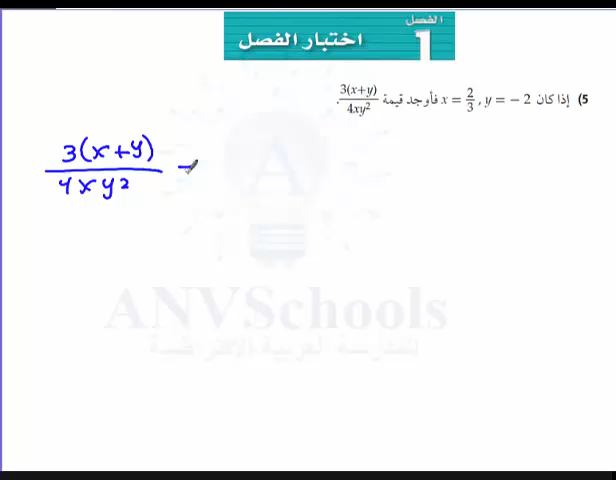 الفصل
1
اختبار الفصل
5) إذا كان x = 2/3 , y = − 2 فأوجد قيمة 3(x+y)/4xy² .
3(x+y)/4xy²
ANVSchools
المدرسة العربية الافتراضية